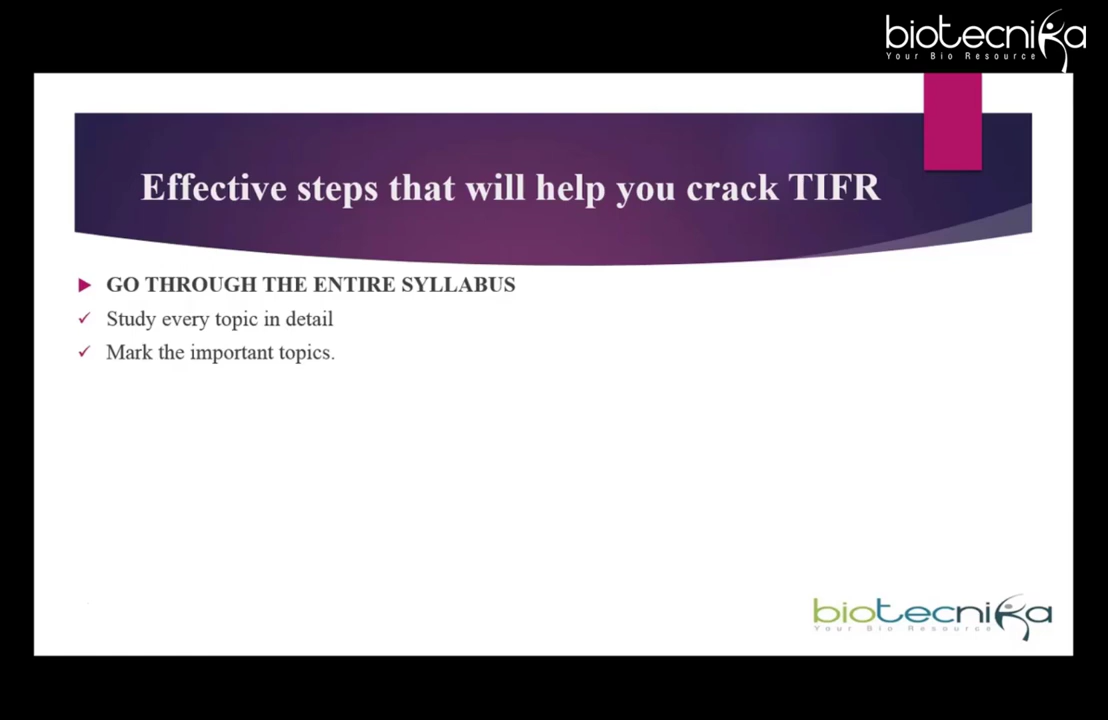 biotecnika
Your Bio Resource
Effective steps that will help you crack TIFR
GO THROUGH THE ENTIRE SYLLABUS
Study every topic in detail
Mark the important topics.
biotecnika
Your Bio Resource